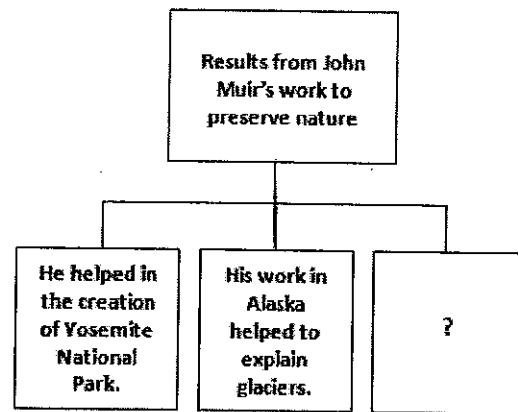 Results from John
Muir's work to
preserve nature
He helped in
the creation
of Yosemite
National
Park.
His work in
Alaska
helped to
explain
glaciers.
?